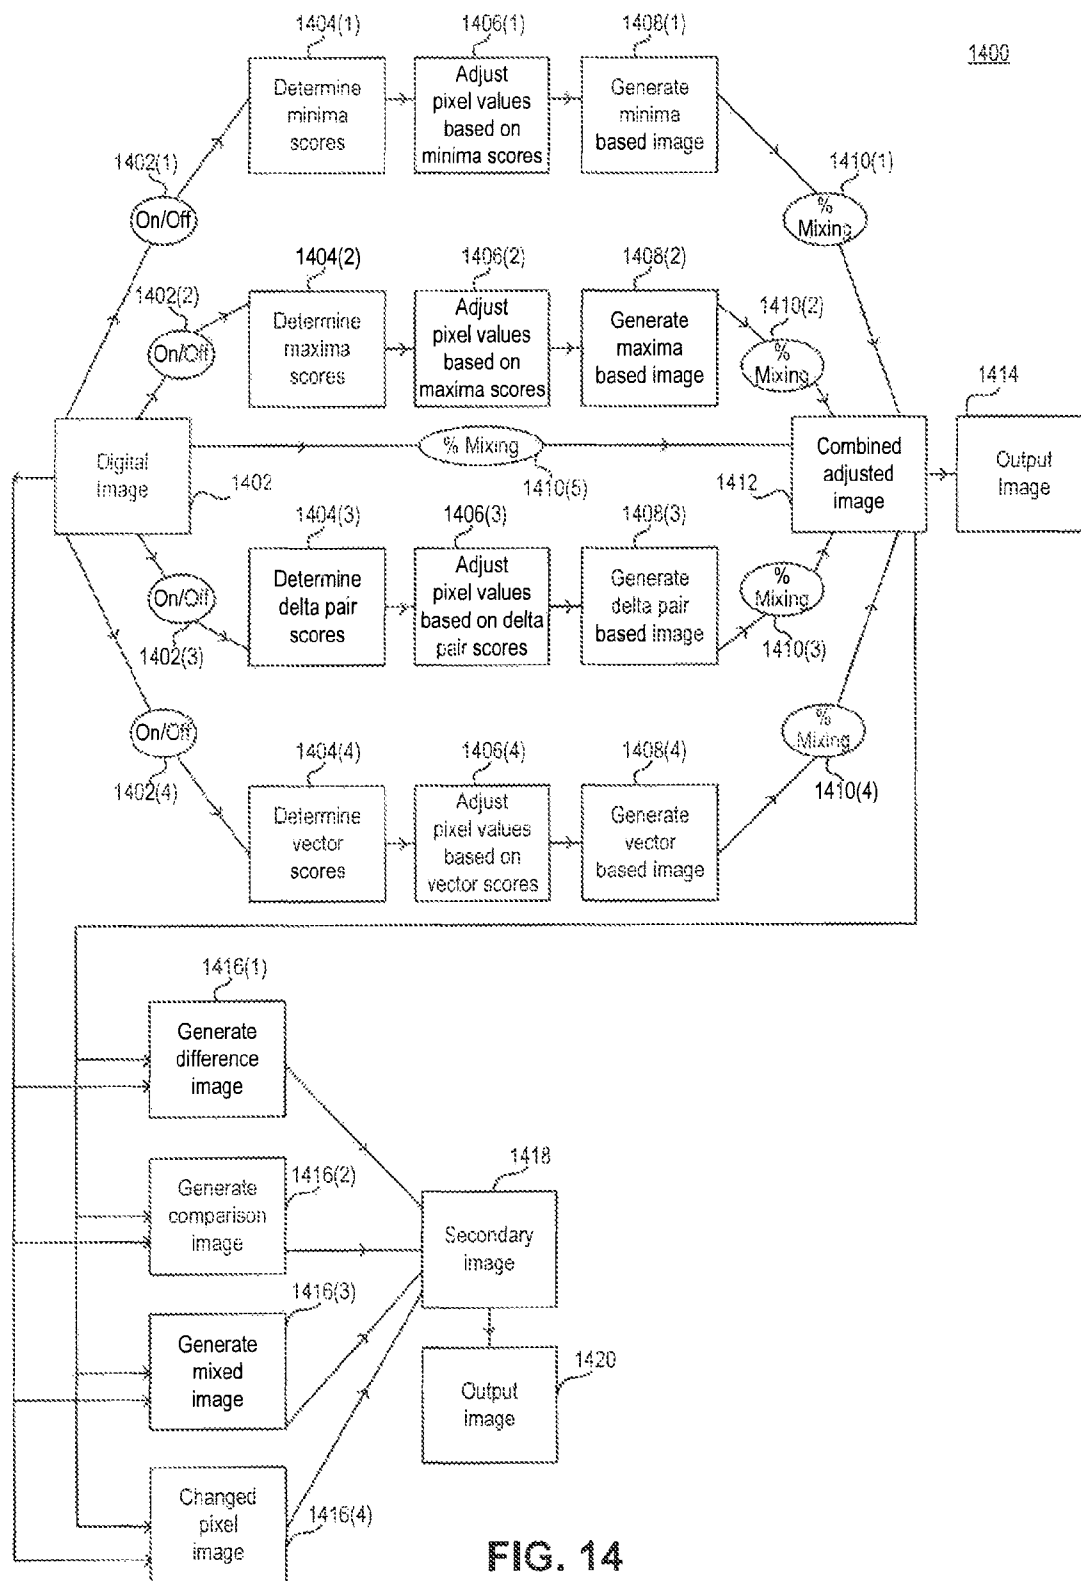 1400
1404(1)
1406(1)
1408(1)
Determine
minima
scores
Adjust
pixel values
based on
minima scores
Generate minima
based image
1402(1)
On/Off
1410(1)
%
Mixing
1404(2)
1406(2)
1408(2)
1402(2)
On/Off
Determine
maxima
scores
Adjust
pixel values
based on
maxima scores
Generate
maxima
based image
1410(2)
%
Mixing
1414
Digital
Image
1402
% Mixing
1410(5)
Combined
adjusted
image
1412
Output
Image
1404(3)
1406(3)
1408(3)
On/Off
1402(3)
Determine
delta pair
scores
Adjust
pixel values
based on delta
pair scores
Generate
delta pair
based image
%
Mixing
1410(3)
On/Off
1402(4)
1404(4)
1406(4)
1408(4)
Determine
vector
scores
Adjust
pixel values
based on
vector scores
Generate
vector
based image
%
Mixing
1410(4)
1416(1)
Generate
difference
image
1416(2)
Generate
comparison
image
1418
Secondary
image
1416(3)
Generate
mixed
image
1420
Output
image
Changed
pixel
image
1416(4)
FIG. 14